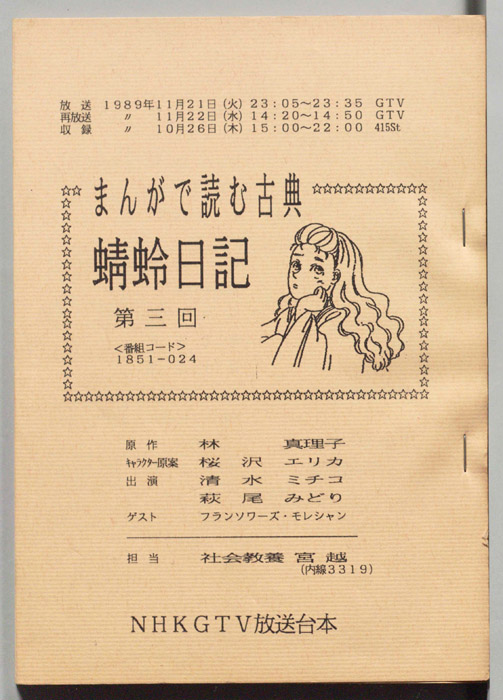 放 送 1989年11月21日(火) 23:05〜23:35 GTV
再放送 〃 11月22日(水) 14:20〜14:50 GTV
収 録 〃 10月26日(木) 15:00〜22:00 415St.
まんがで読む古典
蜻蛉日記
第三回
<番組コード>
1851-024
原 作 林 真理子
キャラクター原案 桜 沢 エリカ
出 演 清 水 ミチコ
萩 尾 みどり
ゲスト フランソワーズ・モレシャン
担 当 社会教養 宮 越
(内線3319)
NHKGTV放送台本